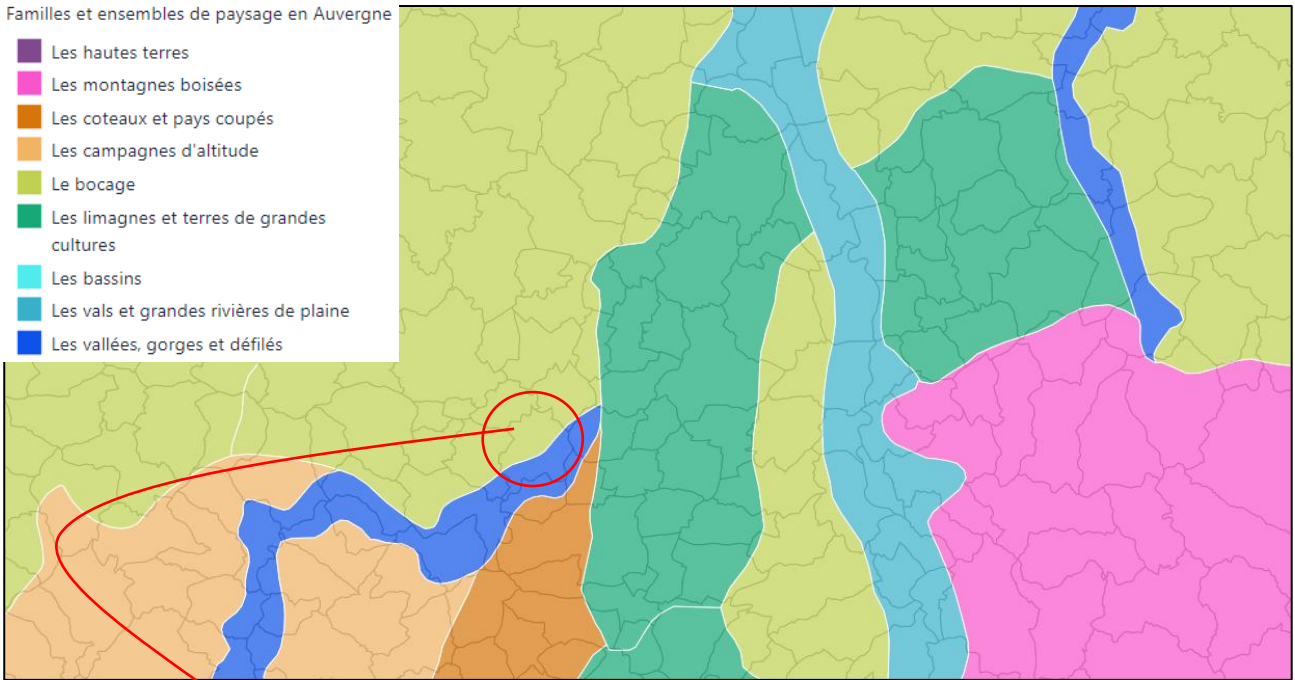 Familles et ensembles de paysage en Auvergne
Les hautes terres
Les montagnes boisées
Les coteaux et pays coupés
Les campagnes d'altitude
Le bocage
Les limagnes et terres de grandes
cultures
Les bassins
Les vals et grandes rivières de plaine
Les vallées, gorges et défilés